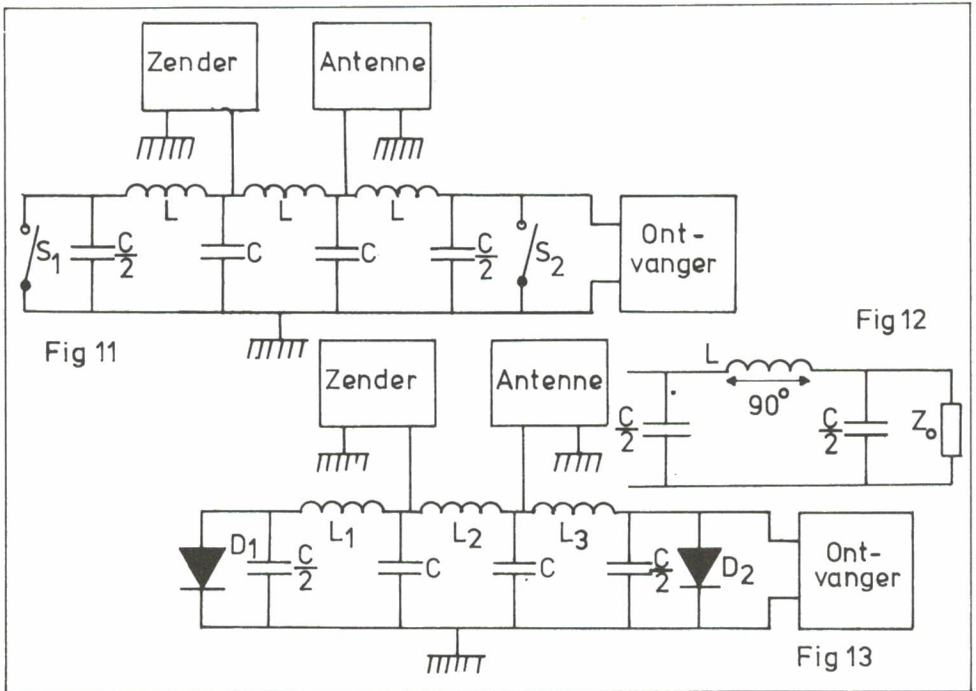 Zender
Antenne
S1
C/2
L
C
L
C
L
C/2
S2
Ont-
vanger
Fig 11
Fig 12
L
90°
C/2
C/2
Zo
Zender
Antenne
D1
C/2
L1
C
L2
C
L3
C/2
D2
Ont-
vanger
Fig 13